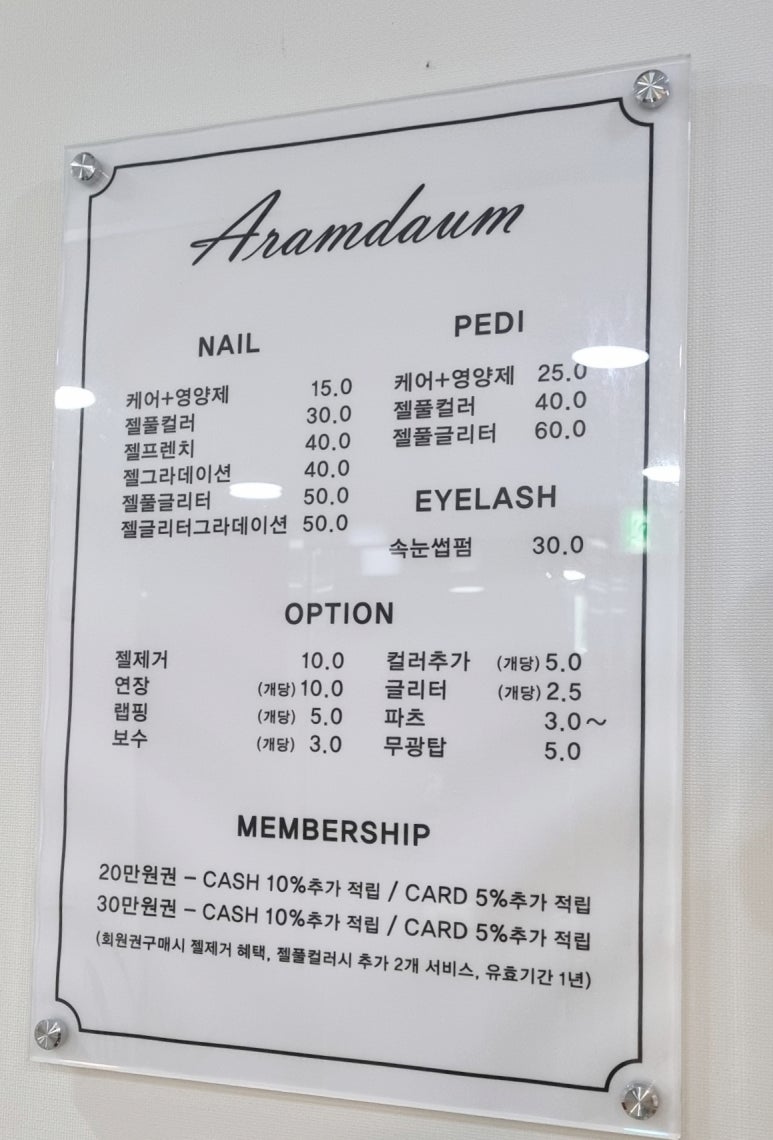 Aramdaum
NAIL
케어+영양제 15.0
젤풀컬러 30.0
젤프렌치 40.0
젤그라데이션 40.0
젤풀글리터 50.0
젤글리터그라데이션 50.0
PEDI
케어+영양제 25.0
젤풀컬러 40.0
젤풀글리터 60.0
EYELASH
속눈썹펌 30.0
OPTION
젤제거 10.0
연장 (개당) 10.0
랩핑 (개당) 5.0
보수 (개당) 3.0
컬러추가 (개당) 5.0
글리터 (개당) 2.5
파츠 3.0~
무광탑 5.0
MEMBERSHIP
20만원권 – CASH 10%추가 적립 / CARD 5%추가 적립
30만원권 – CASH 10%추가 적립 / CARD 5%추가 적립
(회원권구매시 젤제거 혜택, 젤풀컬러시 추가 2개 서비스, 유효기간 1년)